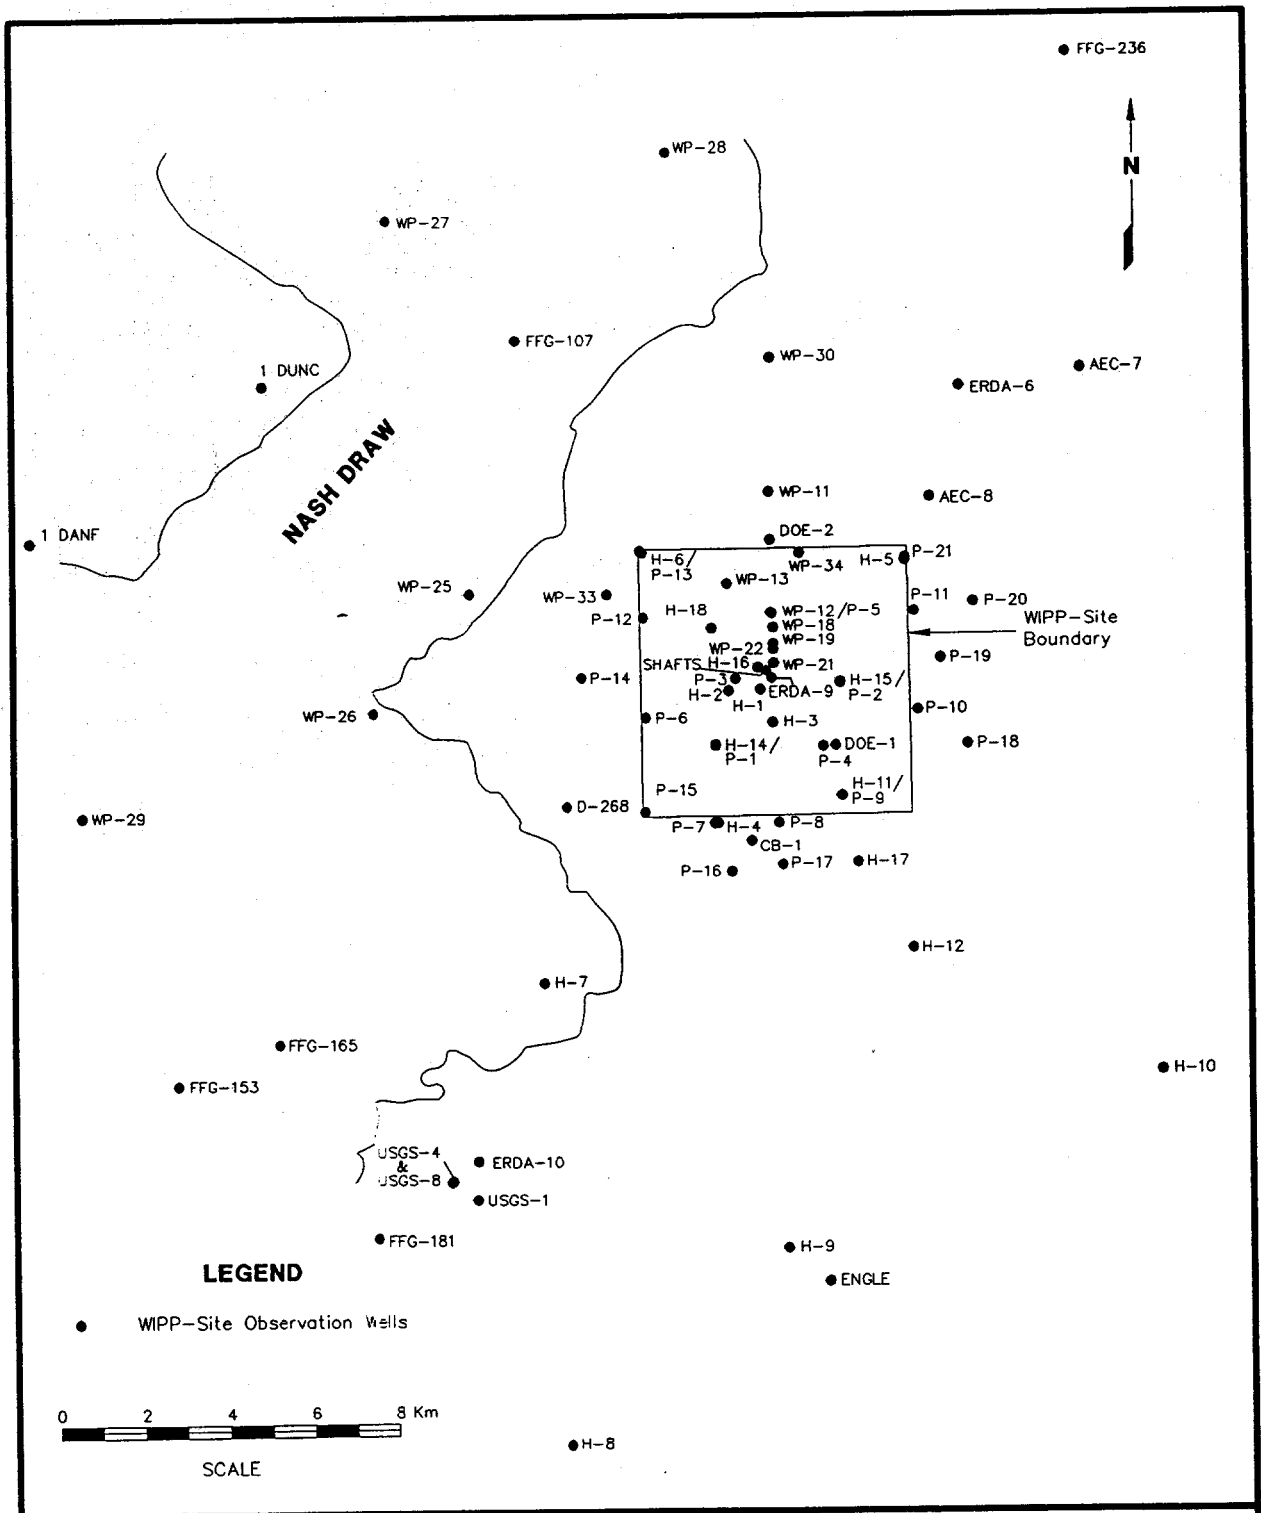 FFG-236
WP-28
N
WP-27
FFG-107
WP-30
AEC-7
1 DUNC
ERDA-6
NASH DRAW
WP-11
AEC-8
1 DANF
DOE-2
H-6/
P-13
WP-34
H-5
P-21
WP-13
WP-25
WP-33
P-12
H-18
WP-12/P-5
P-11
P-20
WP-18
WIPP-Site
Boundary
WP-19
WP-22
P-19
SHAFTS
H-16
WP-21
P-14
P-3
H-15/
P-2
H-2
ERDA-9
H-1
P-10
WP-26
P-6
H-3
P-18
H-14/
P-1
DOE-1
P-4
P-15
H-11/
P-9
D-268
WP-29
P-7
H-4
P-8
CB-1
P-17
H-17
P-16
H-12
H-7
FFG-165
H-10
FFG-153
USGS-4
&
USGS-8
ERDA-10
USGS-1
FFG-181
H-9
ENGLE
LEGEND
WIPP-Site Observation Wells
0 2 4 6 8 Km
SCALE
H-8